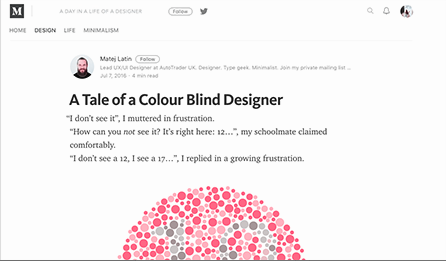 M
A DAY IN A LIFE OF A DESIGNER
Follow
HOME DESIGN LIFE MINIMALISM
Matej Latin Follow
Lead UX/UI Designer at AutoTrader UK. Designer. Type geek. Minimalist. Join my private mailing list ...
Jul 7, 2016 · 4 min read
A Tale of a Colour Blind Designer
“I don’t see it”, I muttered in frustration.
“How can you not see it? It’s right here: 12…”, my schoolmate claimed
comfortably.
“I don’t see a 12, I see a 17…”, I replied in a growing frustration.